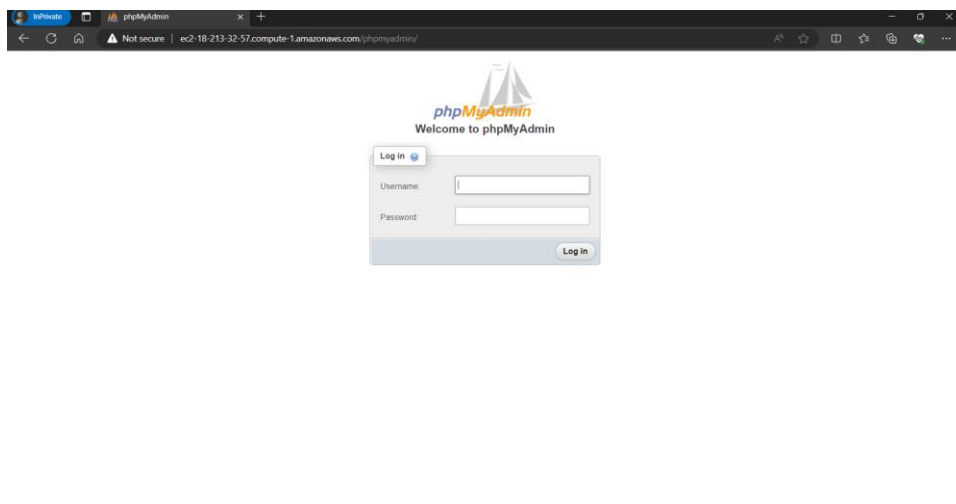 InPrivate
phpMyAdmin
Not secure | ec2-18-213-32-57.compute-1.amazonaws.com/phpmyadmin/
phpMyAdmin
Welcome to phpMyAdmin
Log in
Username:
Password:
Log in